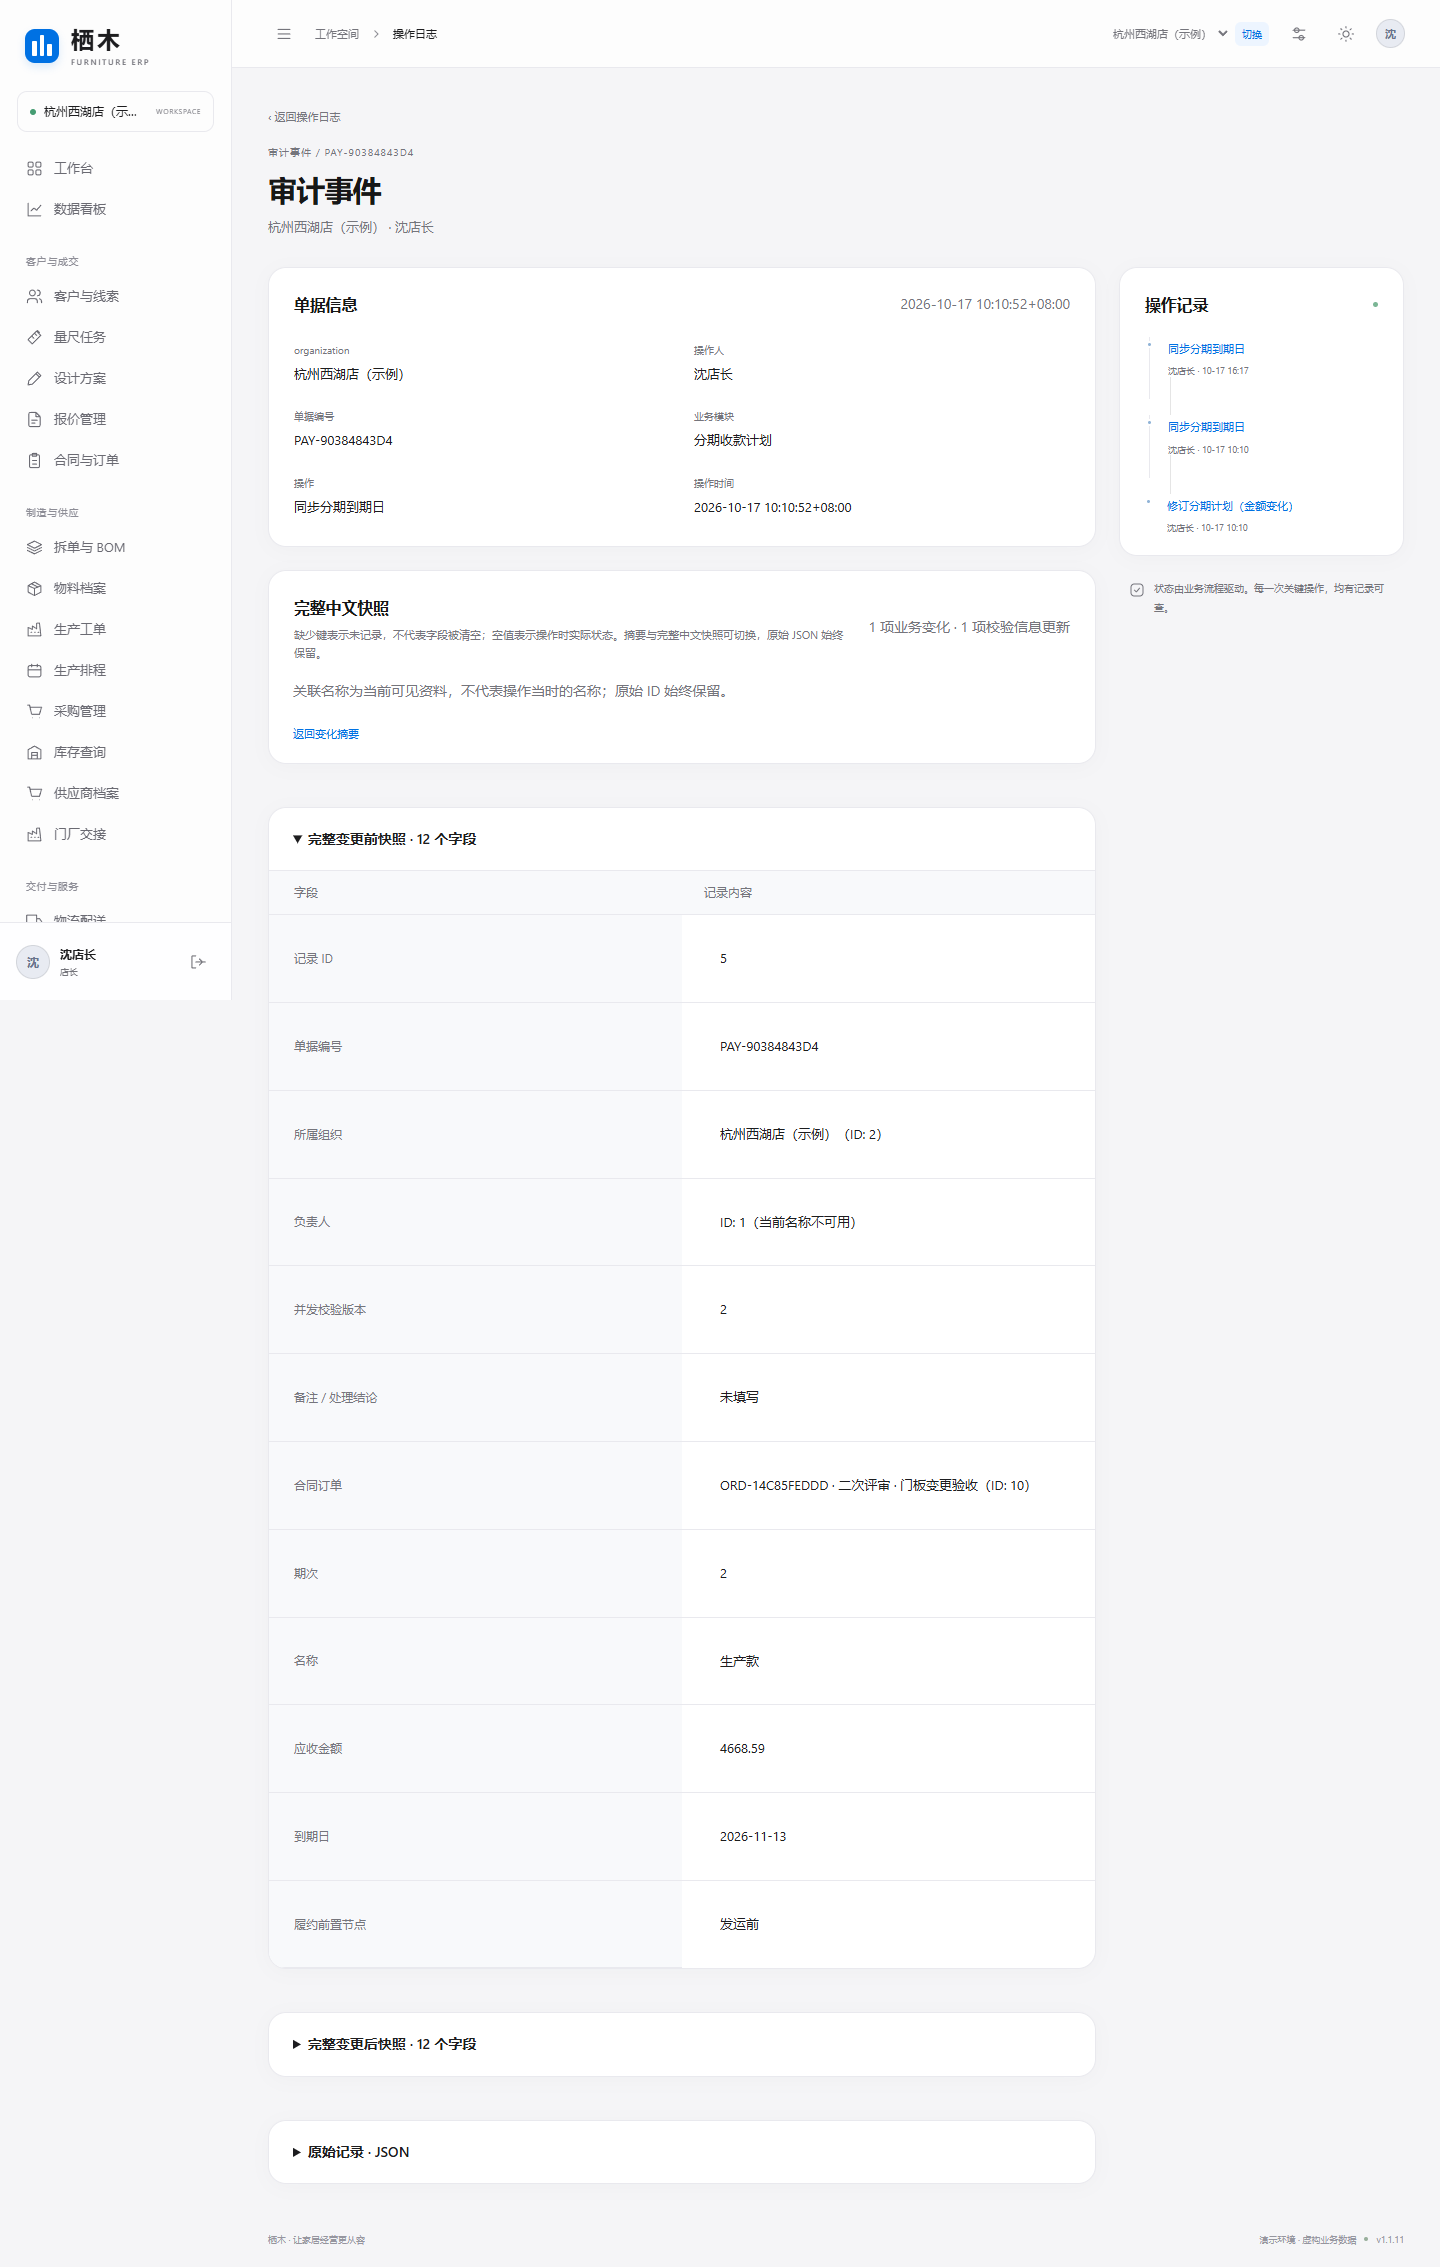 栖木
FURNITURE ERP
杭州西湖店（示... WORKSPACE
工作台
数据看板
客户与成交
客户与线索
量尺任务
设计方案
报价管理
合同与订单
制造与供应
拆单与 BOM
物料档案
生产工单
生产排程
采购管理
库存查询
供应商档案
门厂交接
交付与服务
物流配送
沈 沈店长
店长
工作空间 > 操作日志
杭州西湖店（示例） 切换 沈
‹ 返回操作日志
审计事件 / PAY-90384843D4
审计事件
杭州西湖店（示例） · 沈店长
单据信息 2026-10-17 10:10:52+08:00
organization 操作人
杭州西湖店（示例） 沈店长
单据编号 业务模块
PAY-90384843D4 分期收款计划
操作 操作时间
同步分期到期日 2026-10-17 10:10:52+08:00
操作记录
同步分期到期日
沈店长 · 10-17 16:17
同步分期到期日
沈店长 · 10-17 10:10
修订分期计划（金额变化）
沈店长 · 10-17 10:10
状态由业务流程驱动。每一次关键操作，均有记录可
查。
完整中文快照
缺少键表示未记录，不代表字段被清空；空值表示操作时实际状态。摘要与完整中文快照可切换，原始 JSON 始终
保留。
1 项业务变化 · 1 项校验信息更新
关联名称为当前可见资料，不代表操作当时的名称；原始 ID 始终保留。
返回变化摘要
▼ 完整变更前快照 · 12 个字段
字段 记录内容
记录 ID 5
单据编号 PAY-90384843D4
所属组织 杭州西湖店（示例）（ID: 2）
负责人 ID: 1（当前名称不可用）
并发校验版本 2
备注 / 处理结论 未填写
合同订单 ORD-14C85FEDDD · 二次评审 · 门板变更验收（ID: 10）
期次 2
名称 生产款
应收金额 4668.59
到期日 2026-11-13
履约前置节点 发运前
▶ 完整变更后快照 · 12 个字段
▶ 原始记录 · JSON
栖木 · 让家居经营更从容
演示环境 · 虚构业务数据 • v1.1.11